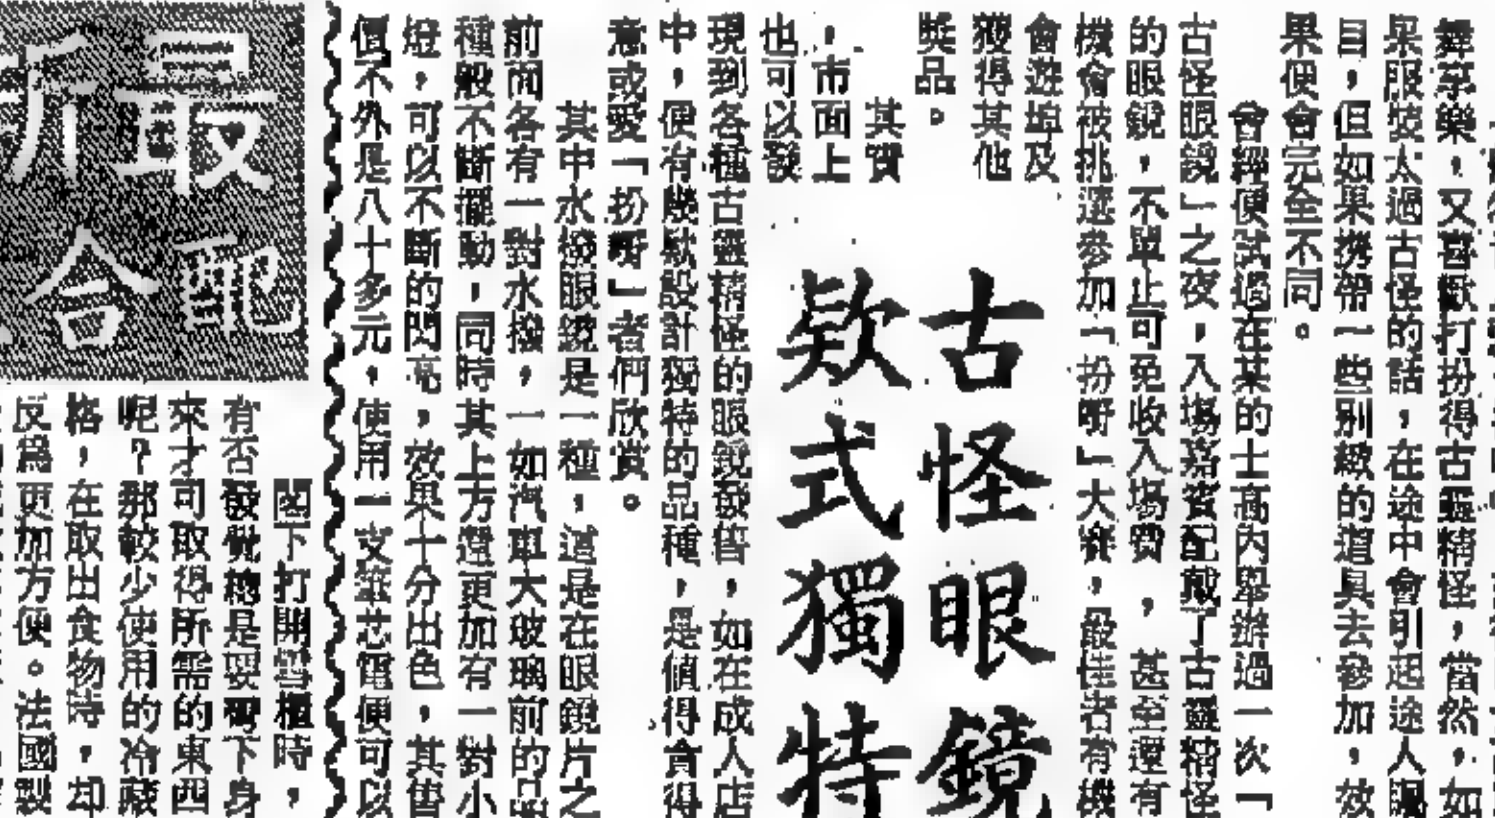 舞享樂，又喜歡打扮得古靈精怪，當然，如
果服裝太過古怪的話，在途中會引起途人矚
目，但如果携帶一些别緻的道具去參加，效
果便會完全不同。
曾經便試過在某的士高內舉辦過一次「
古怪眼鏡」之夜，入場嘉賓配戴了古靈精怪
的眼鏡，不單止可免收入場費，甚至還有
機會被挑選參加「扮嘢」大賽，最佳者有機
會遊埠及
獲得其他
獎品。
古怪眼鏡
欵式獨特
其實
，市面上
也可以發
現到各種古靈精怪的眼鏡發售，如在成人店
中，便有幾欵設計獨特的品種，是値得貪得
意或愛「扮嘢」者們欣賞。
其中水撥眼鏡是一種，這是在眼鏡片之
前面各有一對水撥，一如汽車大玻璃前的品
種般不斷擺動，同時其上方還更加有一對小
燈，可以不斷的閃亮，效果十分出色，其售
價不外是八十多元，使用一支筆芯電便可以
最
配
合
閣下打開雪櫃時，
有否發覺總是要彎下身
來才可取得所需的東西
呢？那較少使用的冷藏
格，在取出食物時，却
反爲更加方便。法國製